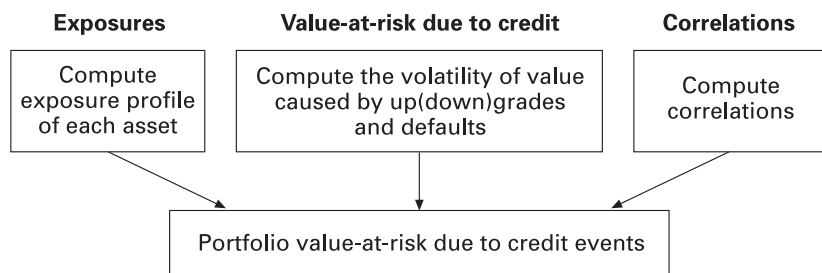 Exposures
Value-at-risk due to credit
Correlations
Compute
exposure profile
of each asset
Compute the volatility of value
caused by up(down)grades
and defaults
Compute
correlations
Portfolio value-at-risk due to credit events